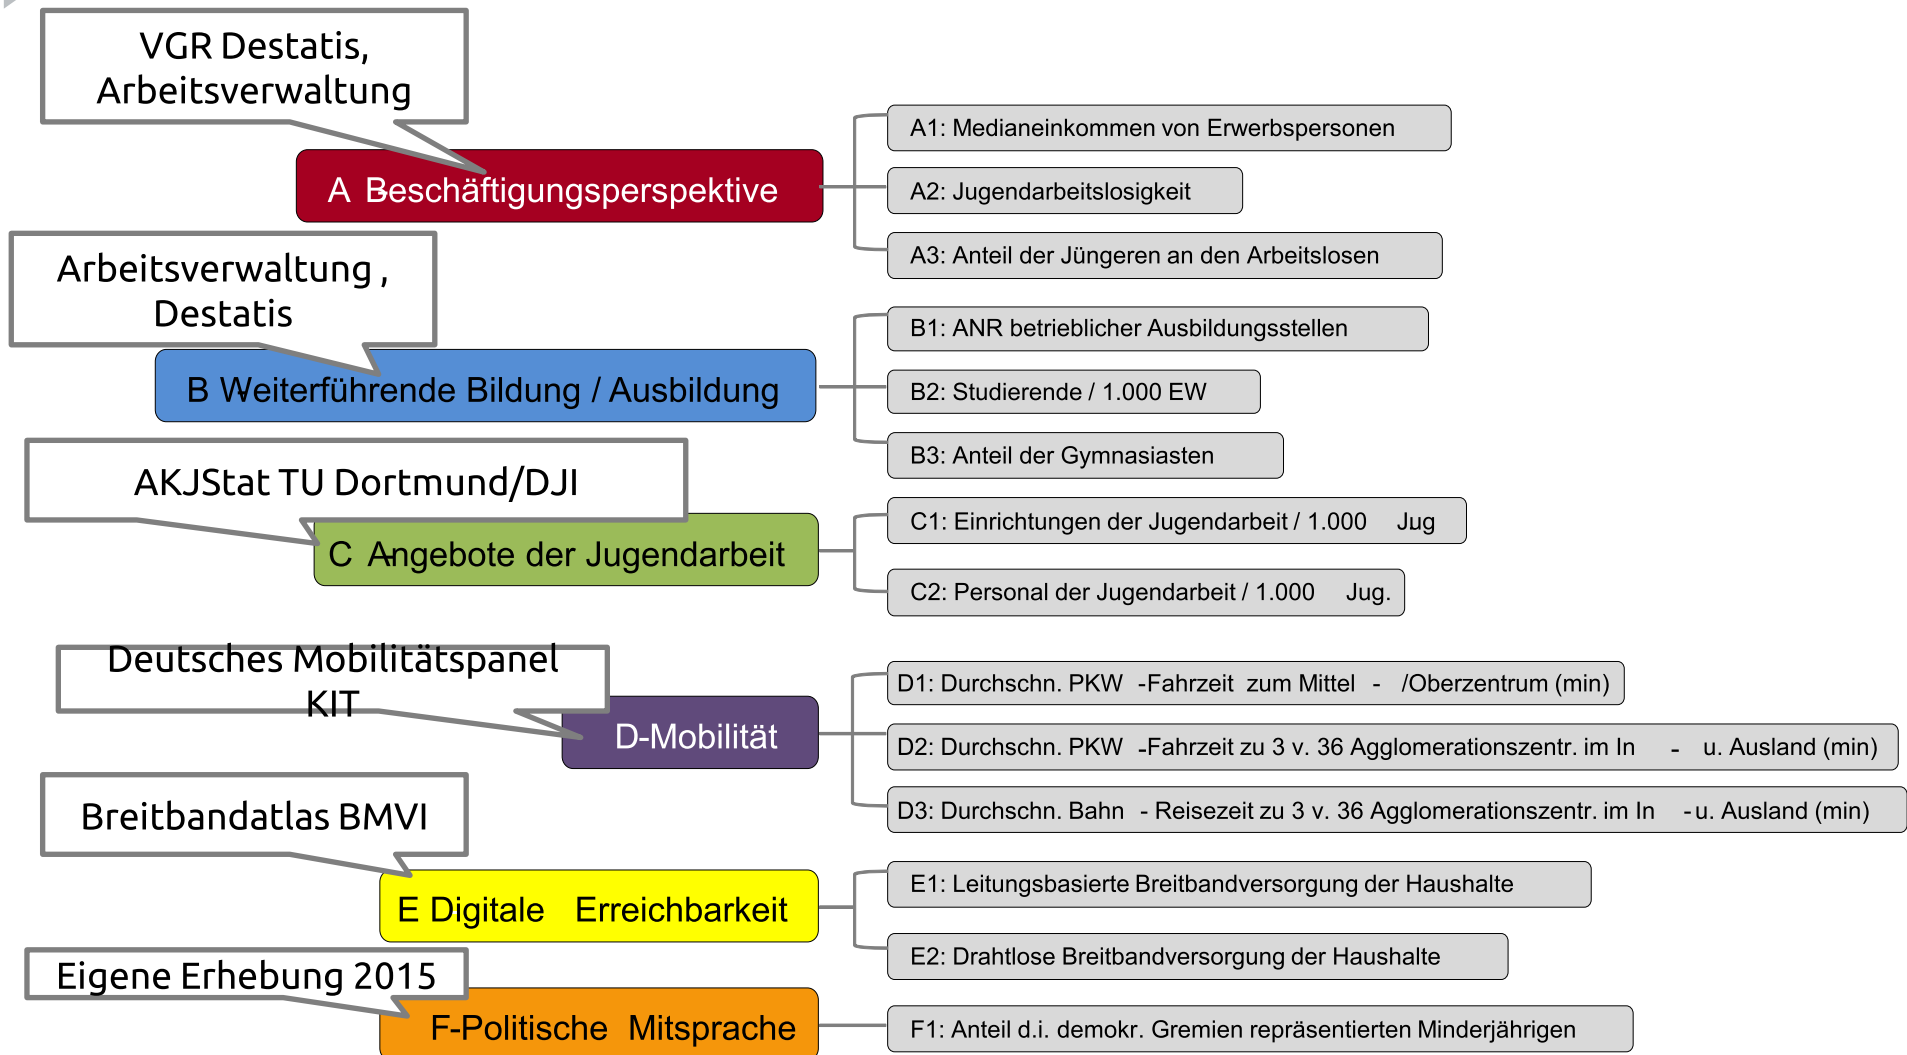 VGR Destatis,
Arbeitsverwaltung
A-Beschäftigungsperspektive
A1: Medianeinkommen von Erwerbspersonen
A2: Jugendarbeitslosigkeit
A3: Anteil der Jüngeren an den Arbeitslosen
Arbeitsverwaltung ,
Destatis
B-Weiterführende Bildung / Ausbildung
B1: ANR betrieblicher Ausbildungsstellen
B2: Studierende / 1.000 EW
B3: Anteil der Gymnasiasten
AKJStat TU Dortmund/DJI
C-Angebote der Jugendarbeit
C1: Einrichtungen der Jugendarbeit / 1.000 Jug
C2: Personal der Jugendarbeit / 1.000 Jug.
Deutsches Mobilitätspanel
KIT
D-Mobilität
D1: Durchschn. PKW -Fahrzeit zum Mittel - /Oberzentrum (min)
D2: Durchschn. PKW -Fahrzeit zu 3 v. 36 Agglomerationszentr. im In - u. Ausland (min)
D3: Durchschn. Bahn - Reisezeit zu 3 v. 36 Agglomerationszentr. im In -u. Ausland (min)
Breitbandatlas BMVI
E-Digitale Erreichbarkeit
E1: Leitungsbasierte Breitbandversorgung der Haushalte
E2: Drahtlose Breitbandversorgung der Haushalte
Eigene Erhebung 2015
F-Politische Mitsprache
F1: Anteil d.i. demokr. Gremien repräsentierten Minderjährigen